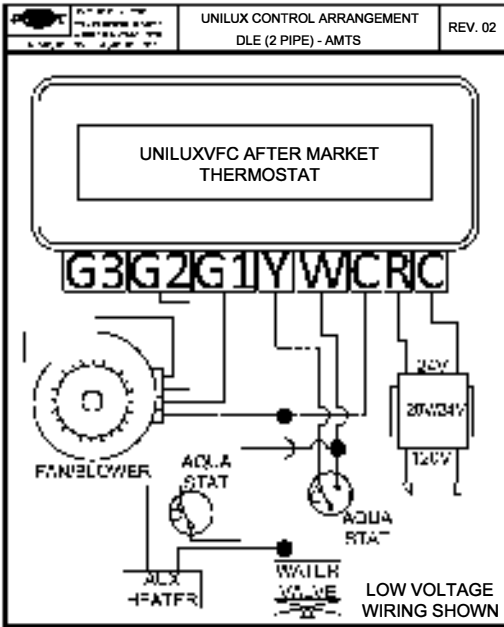 UNILUX CONTROL ARRANGEMENT
DLE (2 PIPE) - AMTS
REV. 02
UNILUXVFC AFTER MARKET
THERMOSTAT
G3 G2 G1 Y W C R C
24V
120V
N L
FAN/BLOWER
AQUA
STAT
AQUA
STAT
AUX
HEATER
WATER
VALVE
LOW VOLTAGE
WIRING SHOWN